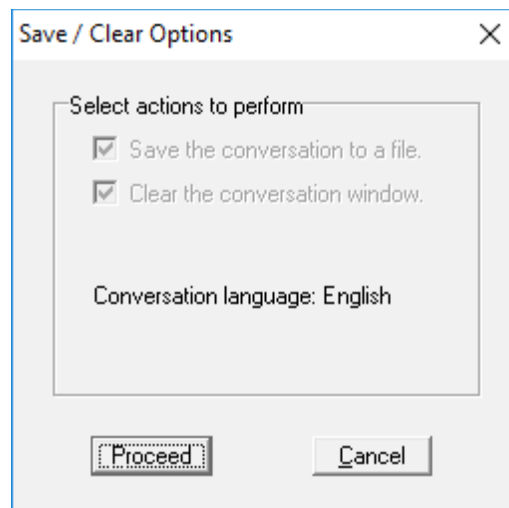 Save / Clear Options
Select actions to perform
Save the conversation to a file.
Clear the conversation window.
Conversation language: English
Proceed
Cancel